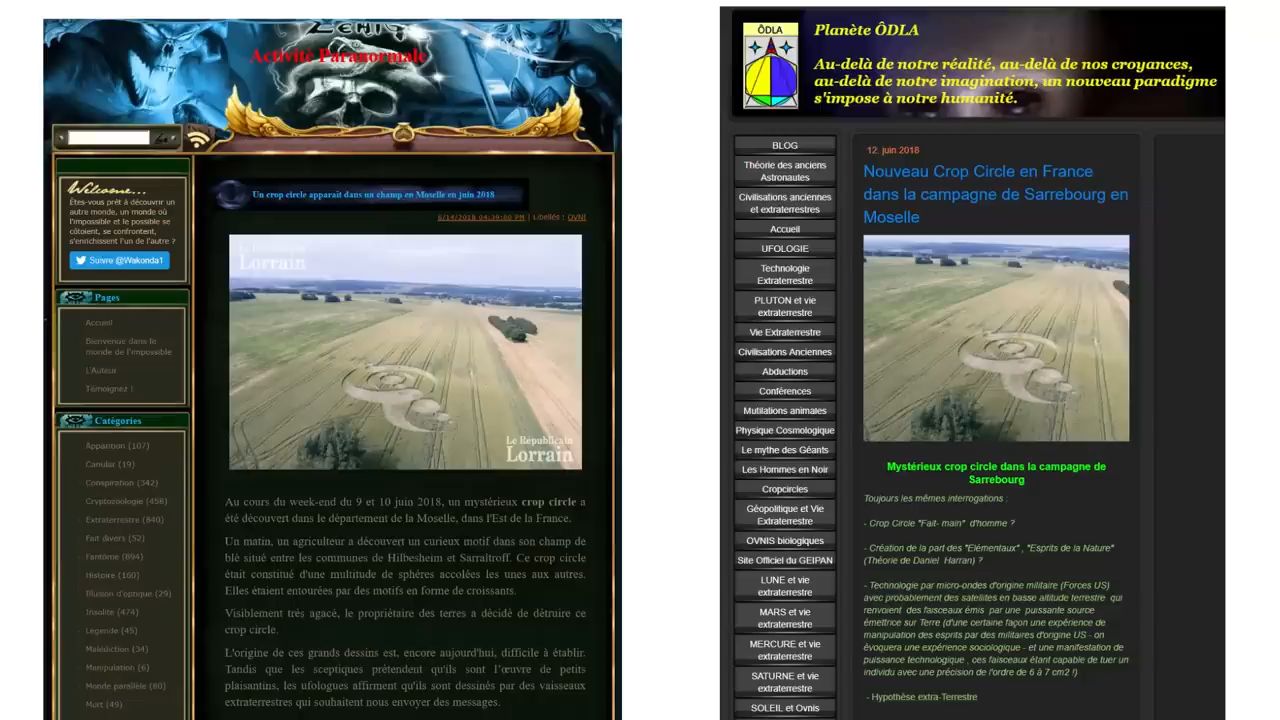 ZENIT
Activité Paranormale
Welcome...
Êtes-vous prêt à découvrir un
autre monde, un monde où
l'impossible et le possible se
côtoient, se confrontent,
s'enrichissent l'un de l'autre ?
Suivre @Wakonda1
Pages
Accueil
Bienvenue dans le
monde de l'impossible
L'Auteur
Témoignez !
Catégories
Apparition (107)
Canular (19)
Conspiration (342)
Cryptozoologie (458)
Extraterrestre (840)
Fait divers (52)
Fantôme (894)
Histoire (160)
Illusion d'optique (29)
Insolite (474)
Légende (45)
Malédiction (34)
Manipulation (6)
Monde parallèle (80)
Mort (49)
Un crop circle apparaît dans un champ en Moselle en juin 2018
6/14/2018 04:39:00 PM | Libellés : OVNI
Le Républicain
Lorrain
Le Républicain
Lorrain
Au cours du week-end du 9 et 10 juin 2018, un mystérieux crop circle a
été découvert dans le département de la Moselle, dans l'Est de la France.
Un matin, un agriculteur a découvert un curieux motif dans son champ de
blé situé entre les communes de Hilbesheim et Sarraltroff. Ce crop circle
était constitué d'une multitude de sphères accolées les unes aux autres.
Elles étaient entourées par des motifs en forme de croissants.
Visiblement très agacé, le propriétaire des terres a décidé de détruire ce
crop circle.
L'origine de ces grands dessins est, encore aujourd'hui, difficile à établir.
Tandis que les sceptiques prétendent qu'ils sont l'œuvre de petits
plaisantins, les ufologues affirment qu'ils sont dessinés par des vaisseaux
extraterrestres qui souhaitent nous envoyer des messages.
ÔDLA
Planète ÔDLA
Au-delà de notre réalité, au-delà de nos croyances,
au-delà de notre imagination, un nouveau paradigme
s'impose à notre humanité.
BLOG
Théorie des anciens
Astronautes
Civilisations anciennes
et extraterrestres
Accueil
UFOLOGIE
Technologie
Extraterrestre
PLUTON et vie
extraterrestre
Vie Extraterrestre
Civilisations Anciennes
Abductions
Conférences
Mutilations animales
Physique Cosmologique
Le mythe des Géants
Les Hommes en Noir
Cropcircles
Géopolitique et Vie
Extraterrestre
OVNIS biologiques
Site Officiel du GEIPAN
LUNE et vie
extraterrestre
MARS et vie
extraterrestre
MERCURE et vie
extraterrestre
SATURNE et vie
extraterrestre
SOLEIL et Ovnis
12. juin 2018
Nouveau Crop Circle en France
dans la campagne de Sarrebourg en
Moselle
Mystérieux crop circle dans la campagne de
Sarrebourg
Toujours les mêmes interrogations :
- Crop Circle "Fait- main" d'homme ?
- Création de la part des "Elémentaux" , "Esprits de la Nature"
(Théorie de Daniel Harran) ?
- Technologie par micro-ondes d'origine militaire (Forces US)
avec probablement des satellites en basse altitude terrestre qui
renvoient des faisceaux émis par une puissante source
émettrice sur Terre (d'une certaine façon une expérience de
manipulation des esprits par des militaires d'origine US - on
évoquera une expérience sociologique - et une manifestation de
puissance technologique , ces faisceaux étant capable de tuer un
individu avec une précision de l'ordre de 6 à 7 cm2 !)
- Hypothèse extra-Terrestre